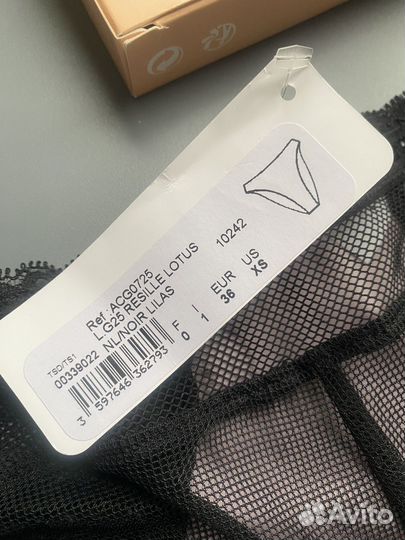 Ref :ACG0725
L.G25 RESILLE LOTUS 10242
TSD/TS1
00339022 NL/NOIR LILAS
3 597646 362793
F I EUR US
0 1 36 XS
Avito